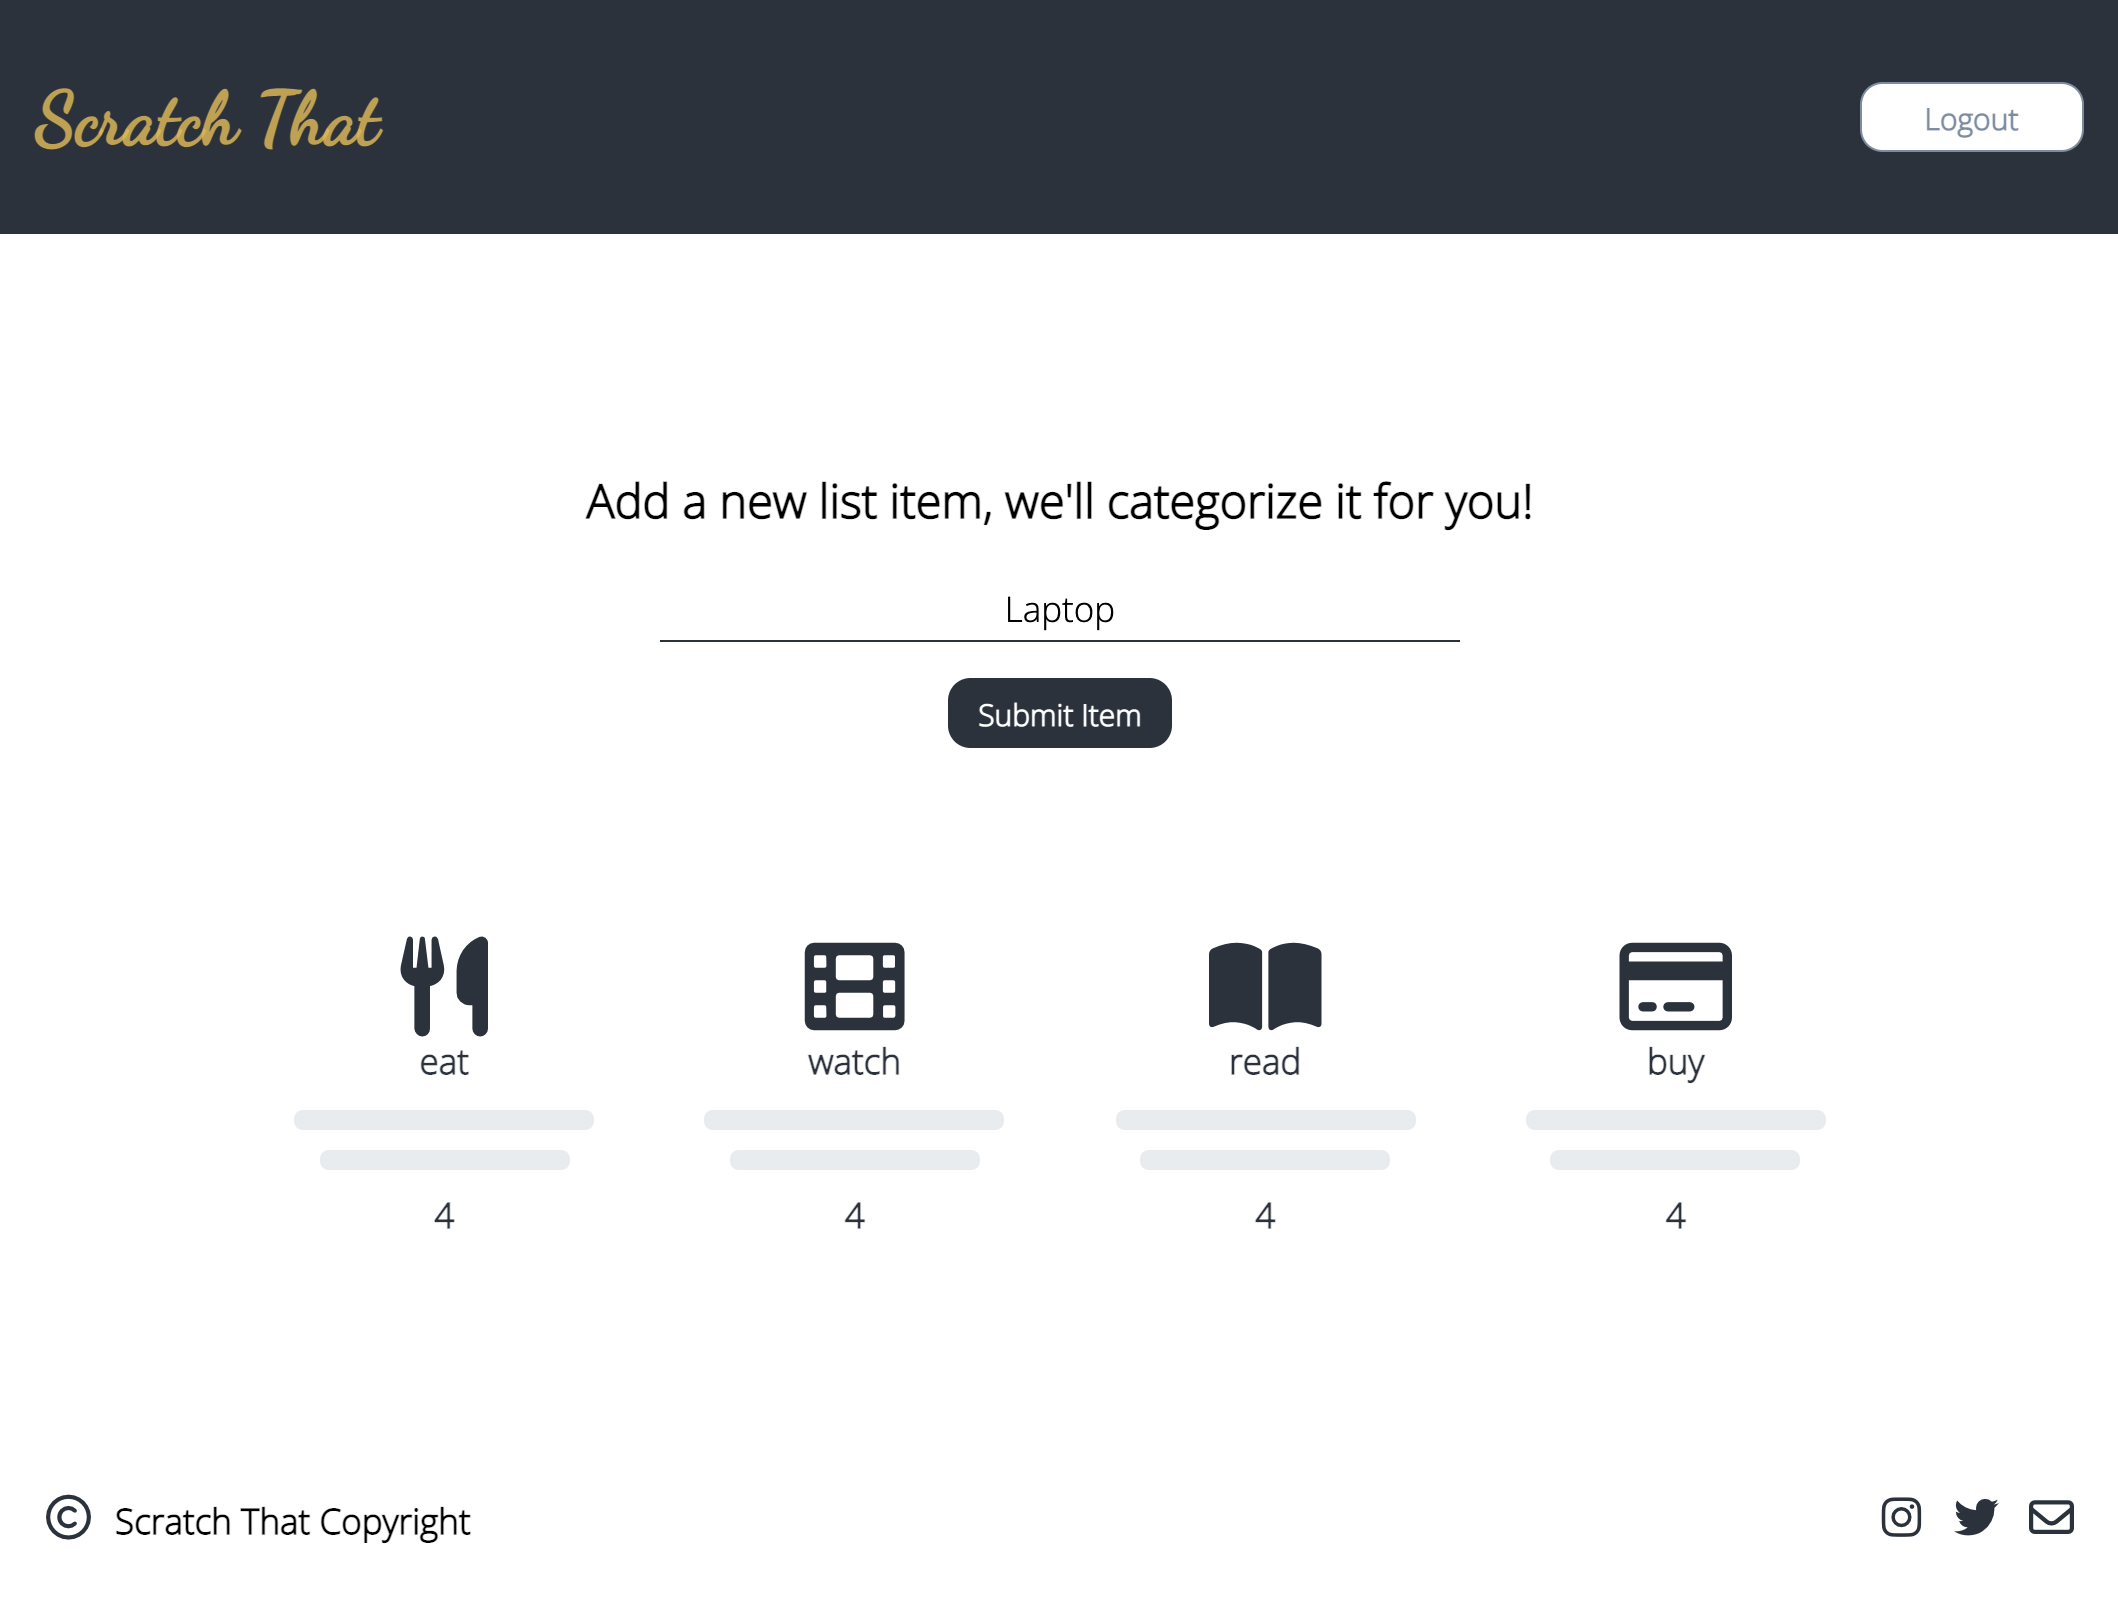 Scratch That
Logout
Add a new list item, we'll categorize it for you!
Laptop
Submit Item
eat
watch
read
buy
4
4
4
4
© Scratch That Copyright